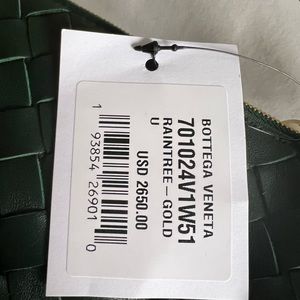 BOTTEGA VENETA
701024V1W51
RAINTREE-GOLD
U
USD 2650.00
1 93854 26901 0